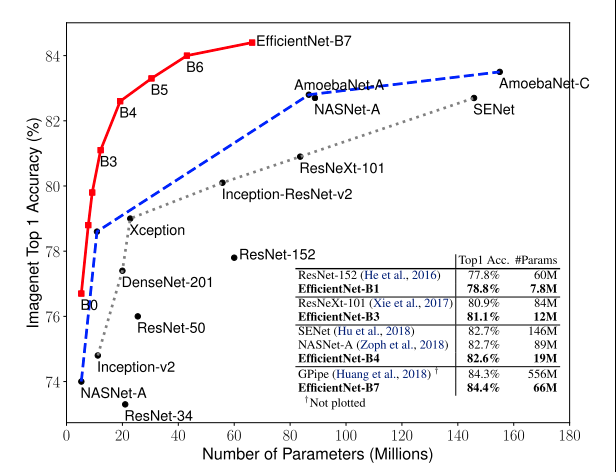 84
82
80
78
76
74
Imagenet Top 1 Accuracy (%)
EfficientNet-B7
B6
B5
B4
B3
B0
AmoebaNet-A
AmoebaNet-C
NASNet-A
SENet
ResNeXt-101
Inception-ResNet-v2
Xception
ResNet-152
DenseNet-201
ResNet-50
Inception-v2
NASNet-A
ResNet-34
Top1 Acc. #Params
ResNet-152 (He et al., 2016) 77.8% 60M
EfficientNet-B1 78.8% 7.8M
ResNeXt-101 (Xie et al., 2017) 80.9% 84M
EfficientNet-B3 81.1% 12M
SENet (Hu et al., 2018) 82.7% 146M
NASNet-A (Zoph et al., 2018) 82.7% 89M
EfficientNet-B4 82.6% 19M
GPipe (Huang et al., 2018) † 84.3% 556M
EfficientNet-B7 84.4% 66M
†Not plotted
0 20 40 60 80 100 120 140 160 180
Number of Parameters (Millions)